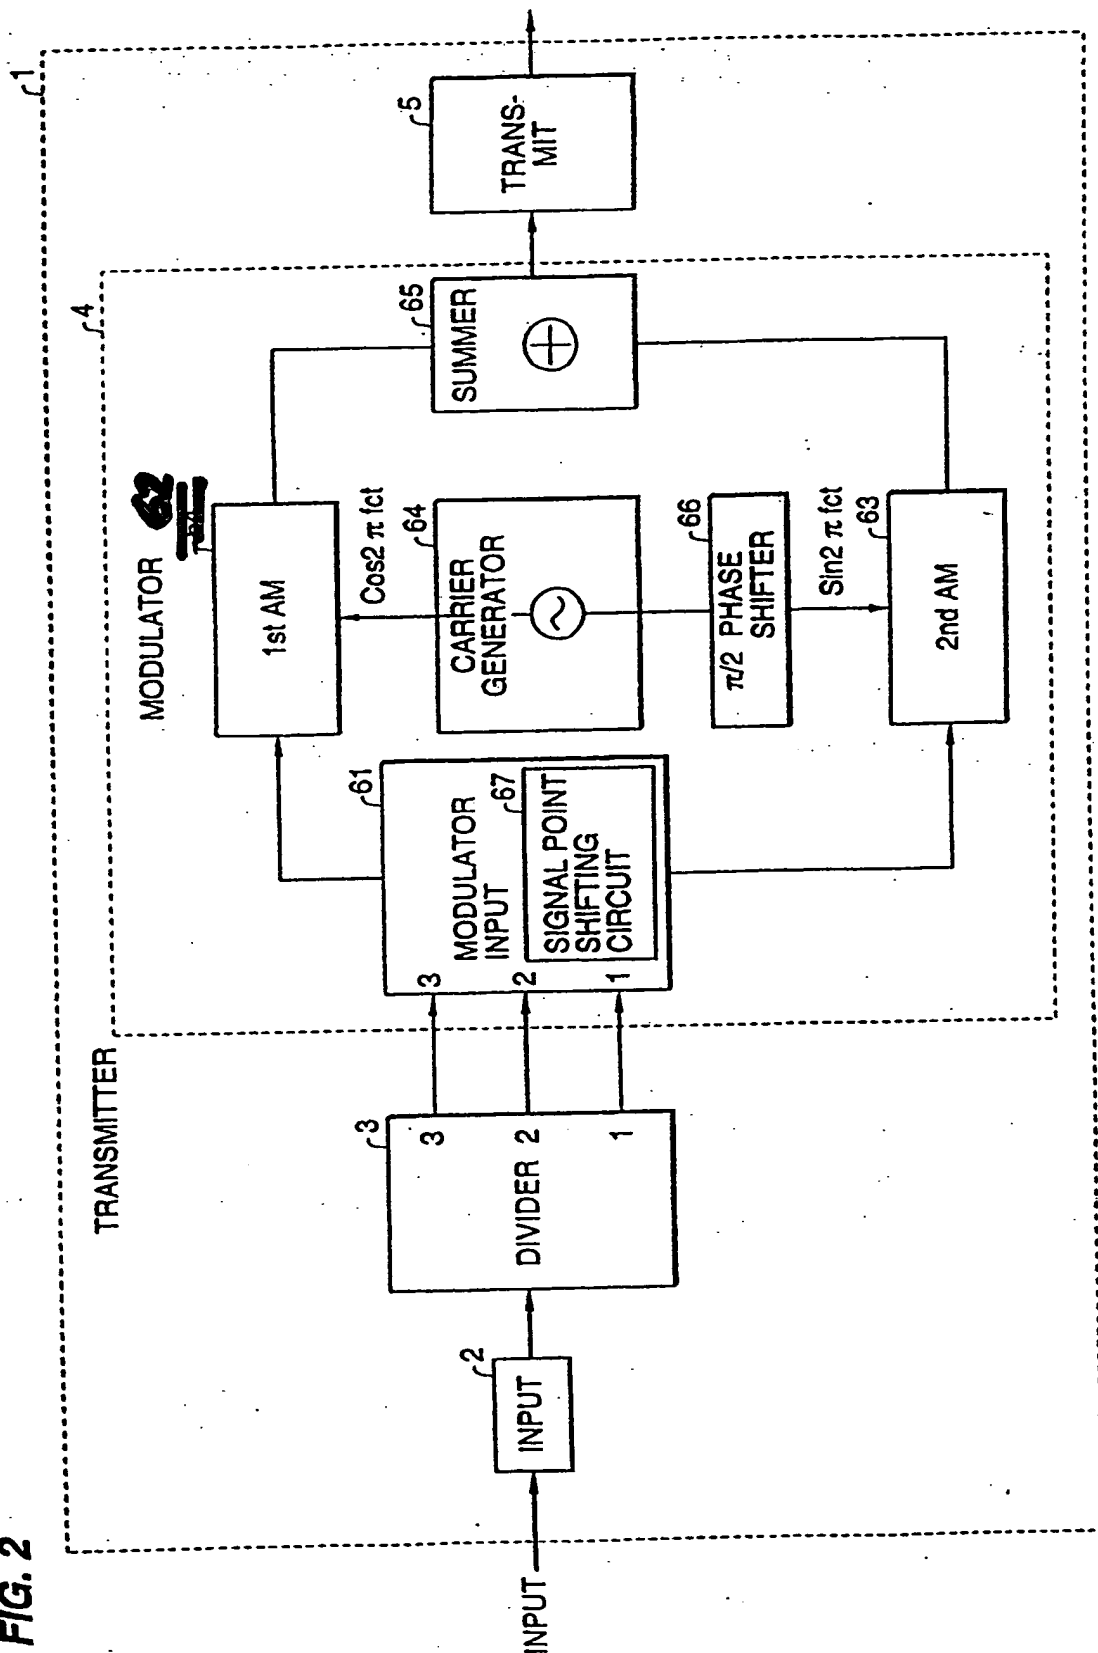 FIG. 2
INPUT
TRANSMITTER
1
2
INPUT
3
DIVIDER
3
2
1
4
MODULATOR
61
MODULATOR
INPUT
3
2
1
67
SIGNAL POINT
SHIFTING
CIRCUIT
62
1st AM
Cos2 π fct
64
CARRIER
GENERATOR
66
π/2 PHASE
SHIFTER
Sin2 π fct
63
2nd AM
65
SUMMER
5
TRANS-
MIT